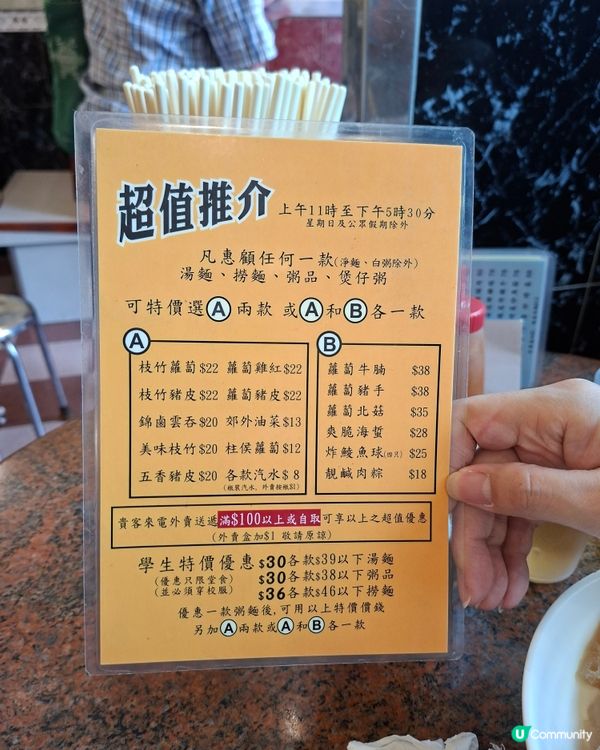 超值推介 上午11時至下午5時30分
星期日及公眾假期除外
凡惠顧任何一款(淨麵、白粥除外)
湯麵、撈麵、粥品、煲仔粥
可特價選Ⓐ兩款 或Ⓐ和Ⓑ各一款
Ⓐ
枝竹蘿蔔 $22 蘿蔔雞紅 $22
枝竹豬皮 $22 蘿蔔豬皮 $22
錦鹵雲吞 $20 郊外油菜 $13
美味枝竹 $20 柱侯蘿蔔 $12
五香豬皮 $20 各款汽水 $ 8
Ⓑ
蘿蔔牛腩 $38
蘿蔔豬手 $38
蘿蔔北菇 $35
爽脆海蜇 $28
炸鯪魚球(四只) $25
靚鹹肉粽 $18
貴客來電外賣送遞滿$100以上或自取可享以上之超值優惠
(外賣盒加$1 敬請原諒)
學生特價優惠 $30各款$39以下湯麵
(優惠只限堂食) $30各款$38以下粥品
(並必須穿校服) $36各款$46以下撈麵
優惠一款粥麵後,可用以上特價價錢
另加Ⓐ兩款或Ⓐ和Ⓑ各一款
U Community